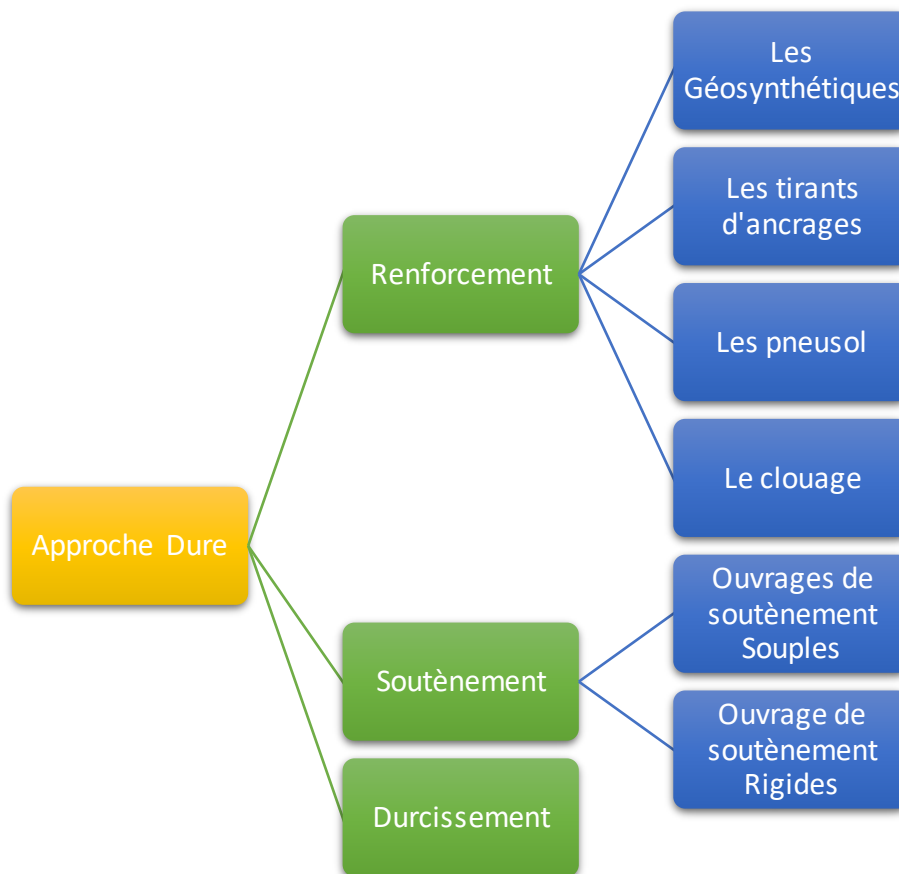 Les
Géosynthétiques
Les tirants
d'ancrages
Renforcement
Les pneusol
Le clouage
Approche Dure
Ouvrages de
soutènement
Souples
Soutènement
Ouvrage de
soutènement
Rigides
Durcissement